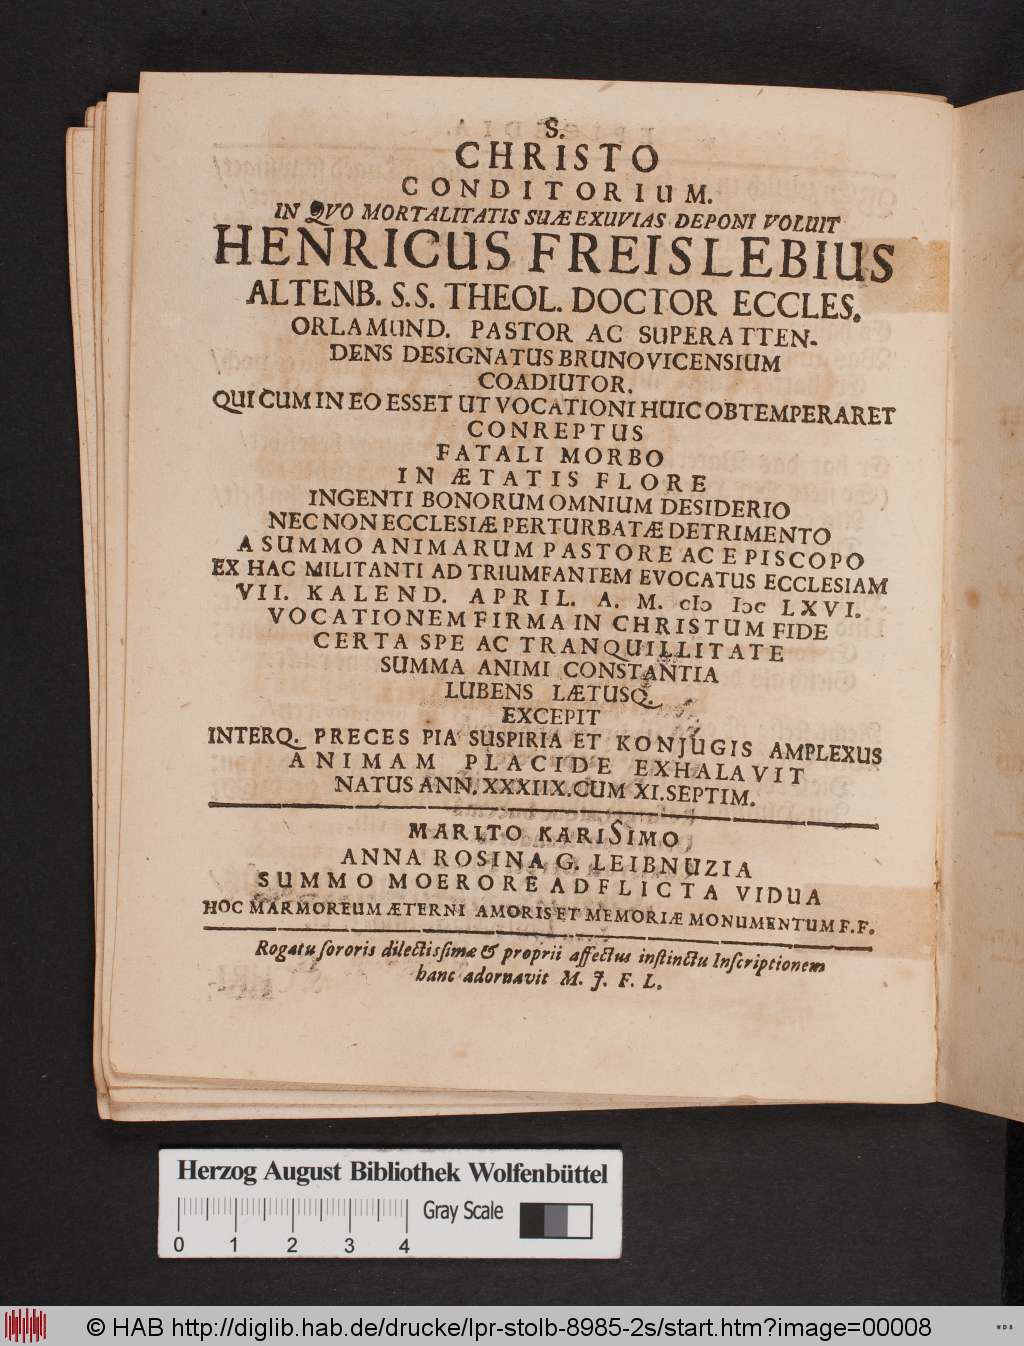 S.
CHRISTO
CONDITORIUM.
IN QVO MORTALITATIS SUÆ EXUVIAS DEPONI VOLUIT
HENRICUS FREISLEBIUS
ALTENB. S.S. THEOL. DOCTOR ECCLES.
ORLAMUND. PASTOR AC SUPERATTEN-
DENS DESIGNATUS BRUNOVICENSIUM
COADIUTOR.
QUI CUM IN EO ESSET UT VOCATIONI HUIC OBTEMPERARET
CONREPTUS
FATALI MORBO
IN ÆTATIS FLORE
INGENTI BONORUM OMNIUM DESIDERIO
NEC NON ECCLESIÆ PERTURBATÆ DETRIMENTO
A SUMMO ANIMARUM PASTORE AC EPISCOPO
EX HAC MILITANTI AD TRIUMFANTEM EVOCATUS ECCLESIAM
VII. KALEND. APRIL. A. M. cIɔ Iɔc LXVI.
VOCATIONEM FIRMA IN CHRISTUM FIDE
CERTA SPE AC TRANQUILLITATE
SUMMA ANIMI CONSTANTIA
LUBENS LÆTUSQ.
EXCEPIT
INTERQ. PRECES PIA SUSPIRIA ET KONJUGIS AMPLEXUS
ANIMAM PLACIDE EXHALAVIT
NATUS ANN. XXXIIX. CUM XI. SEPTIM.
MARITO KARISIMO
ANNA ROSINA G. LEIBNUZIA
SUMMO MOERORE ADFLICTA VIDUA
HOC MARMOREUM ÆTERNI AMORIS ET MEMORIÆ MONUMENTUM F. F.
Rogatu sororis dilectissimæ & proprii affectus instinctu Inscriptionem
hanc adornavit M. J. F. L.
Herzog August Bibliothek Wolfenbüttel
Gray Scale
0 1 2 3 4
© HAB http://diglib.hab.de/drucke/lpr-stolb-8985-2s/start.htm?image=00008